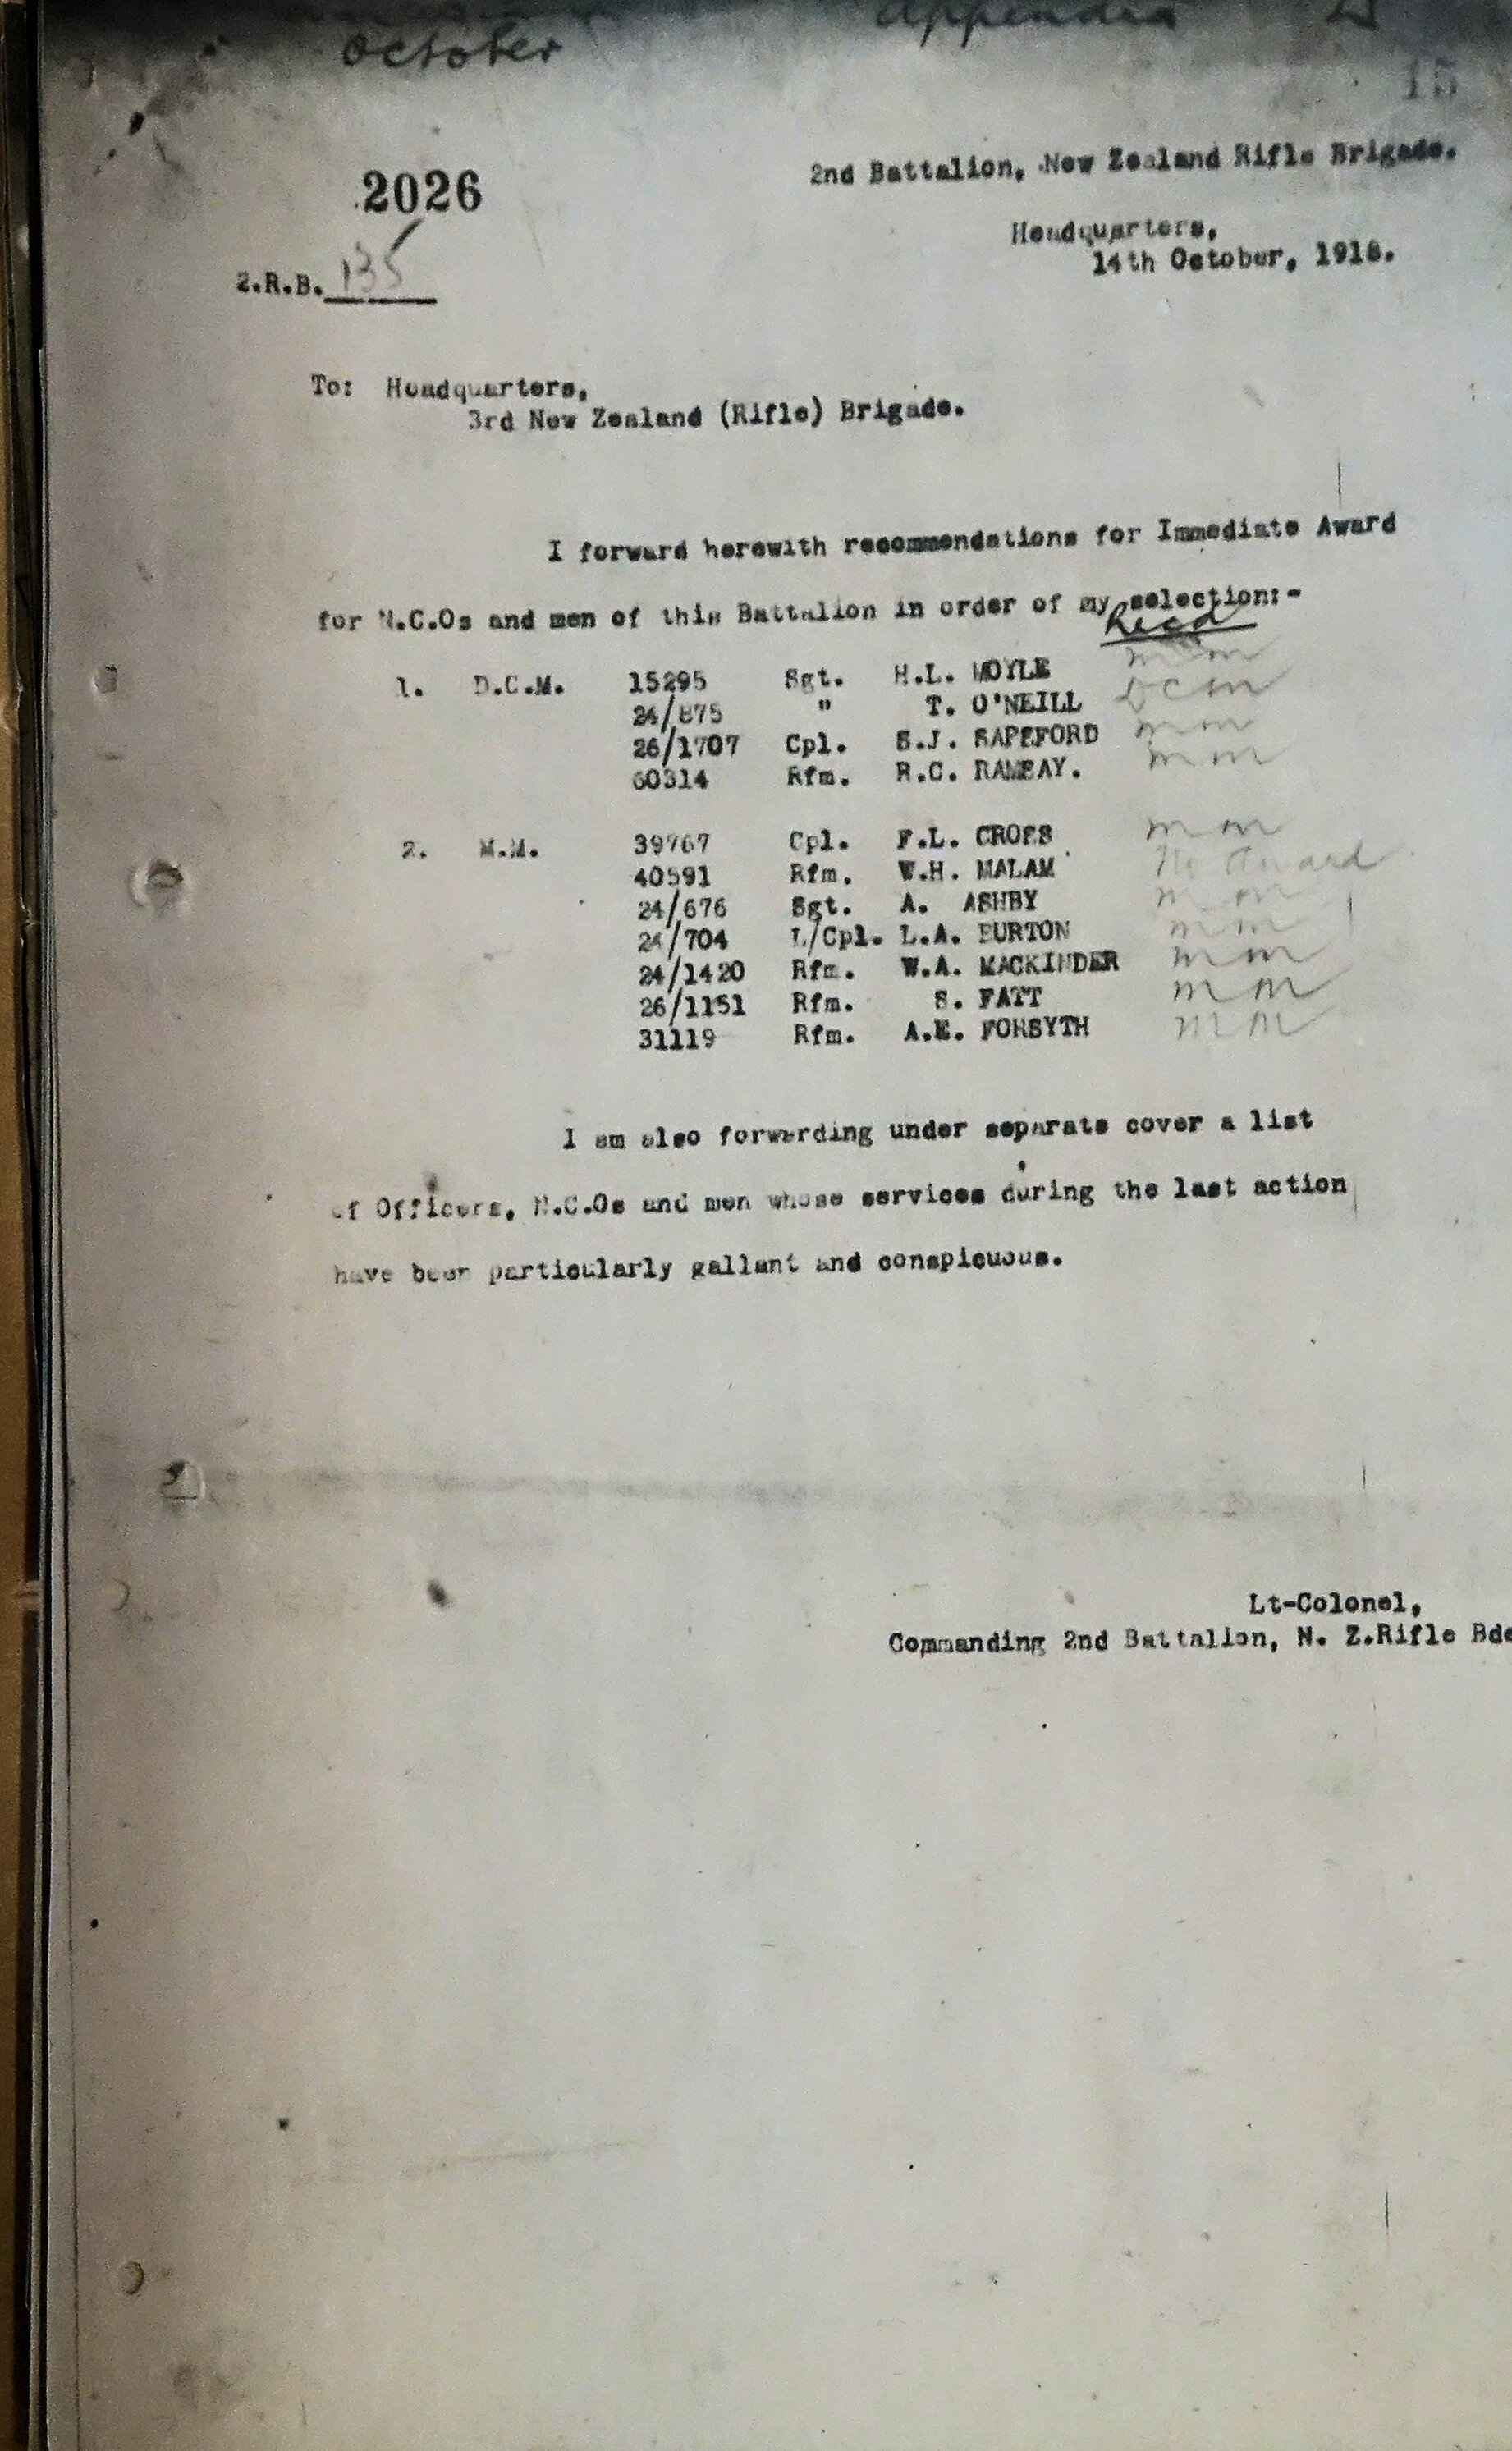 October Appendix
15
2nd Battalion, New Zealand Rifle Brigade.
2026
Headquarters,
14th October, 1918.
2.R.B. 135
To: Headquarters,
3rd New Zealand (Rifle) Brigade.
I forward herewith recommendations for Immediate Award
for N.C.Os and men of this Battalion in order of my selection:-
Recd
1. D.C.M. 15295 Sgt. H.L. MOYLE mm
24/875 " T. O'NEILL DCM
26/1707 Cpl. S.J. SAPSFORD mm
60314 Rfm. R.C. RAMSAY. mm
2. M.M. 39767 Cpl. F.L. CROSS mm
40591 Rfm. W.H. MALAM No Award
24/676 Sgt. A. ASHBY mm
24/704 L/Cpl. L.A. BURTON mm
24/1420 Rfm. W.A. MACKINDER mm
26/1151 Rfm. S. FATT mm
31119 Rfm. A.E. FORSYTH mm
I am also forwarding under separate cover a list
of Officers, N.C.Os and men whose services during the last action
have been particularly gallant and conspicuous.
Lt-Colonel,
Commanding 2nd Battalion, N. Z.Rifle Bde